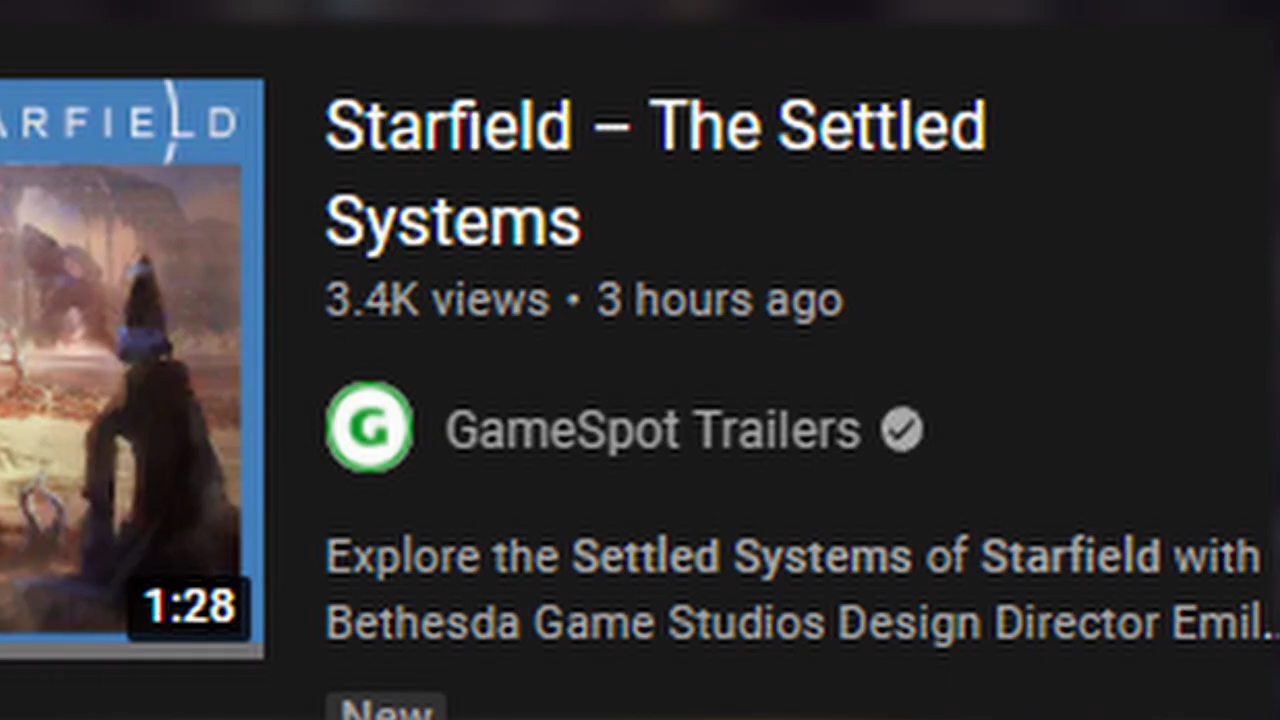 ARFIELD
Starfield – The Settled
Systems
3.4K views • 3 hours ago
G
GameSpot Trailers
Explore the Settled Systems of Starfield with
Bethesda Game Studios Design Director Emil...
1:28
New